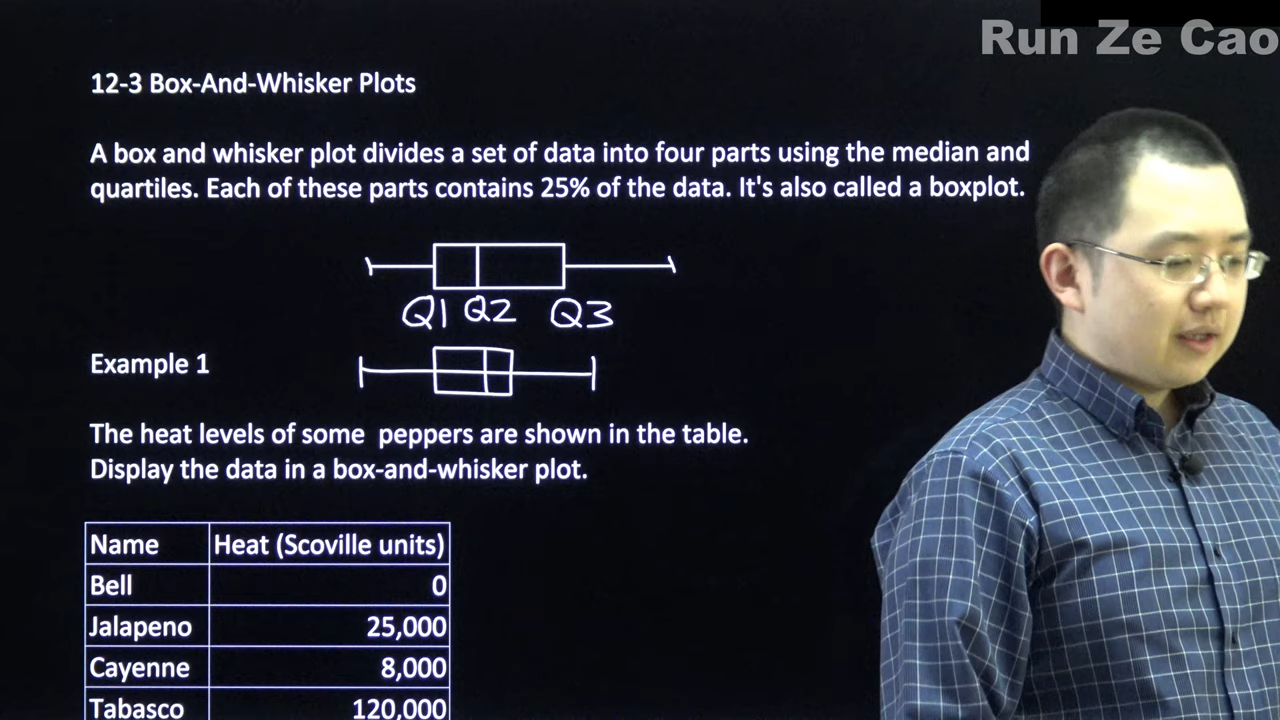 Run Ze Cao
12-3 Box-And-Whisker Plots
A box and whisker plot divides a set of data into four parts using the median and
quartiles. Each of these parts contains 25% of the data. It's also called a boxplot.
Q1 Q2 Q3
Example 1
The heat levels of some peppers are shown in the table.
Display the data in a box-and-whisker plot.
Name Heat (Scoville units)
Bell 0
Jalapeno 25,000
Cayenne 8,000
Tabasco 120,000